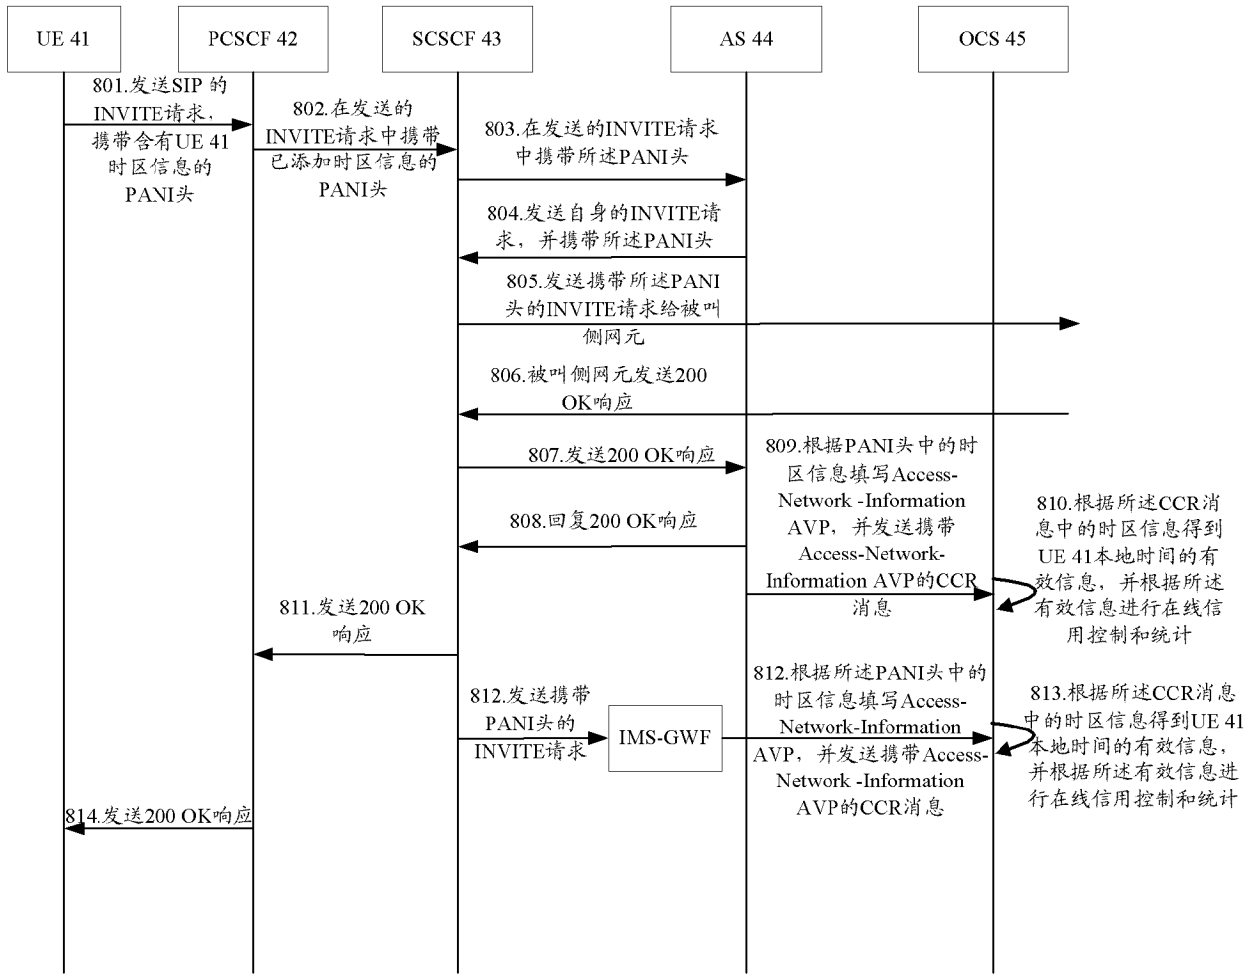 UE 41
PCSCF 42
SCSCF 43
AS 44
OCS 45
801.发送SIP 的
INVITE请求，
携带含有UE 41
时区信息的
PANI头
802.在发送的
INVITE请求中携带
已添加时区信息的
PANI头
803.在发送的INVITE请求
中携带所述PANI头
804.发送自身的INVITE请
求，并携带所述PANI头
805.发送携带所述PANI
头的INVITE请求给被叫
侧网元
806.被叫侧网元发送200
OK响应
807.发送200 OK响应
808.回复200 OK响应
809.根据PANI头中的时
区信息填写Access-
Network -Information
AVP，并发送携带
Access-Network-
Information AVP的CCR
消息
810.根据所述CCR消
息中的时区信息得到
UE 41本地时间的有
效信息，并根据所述
有效信息进行在线信
用控制和统计
811.发送200 OK
响应
812.发送携带
PANI头的
INVITE请求
IMS-GWF
812.根据所述PANI头中的
时区信息填写Access-
Network-Information
AVP，并发送携带Access-
Network -Information
AVP的CCR消息
813.根据所述CCR消息
中的时区信息得到UE 41
本地时间的有效信息，
并根据所述有效信息进
行在线信用控制和统计
814.发送200 OK响应